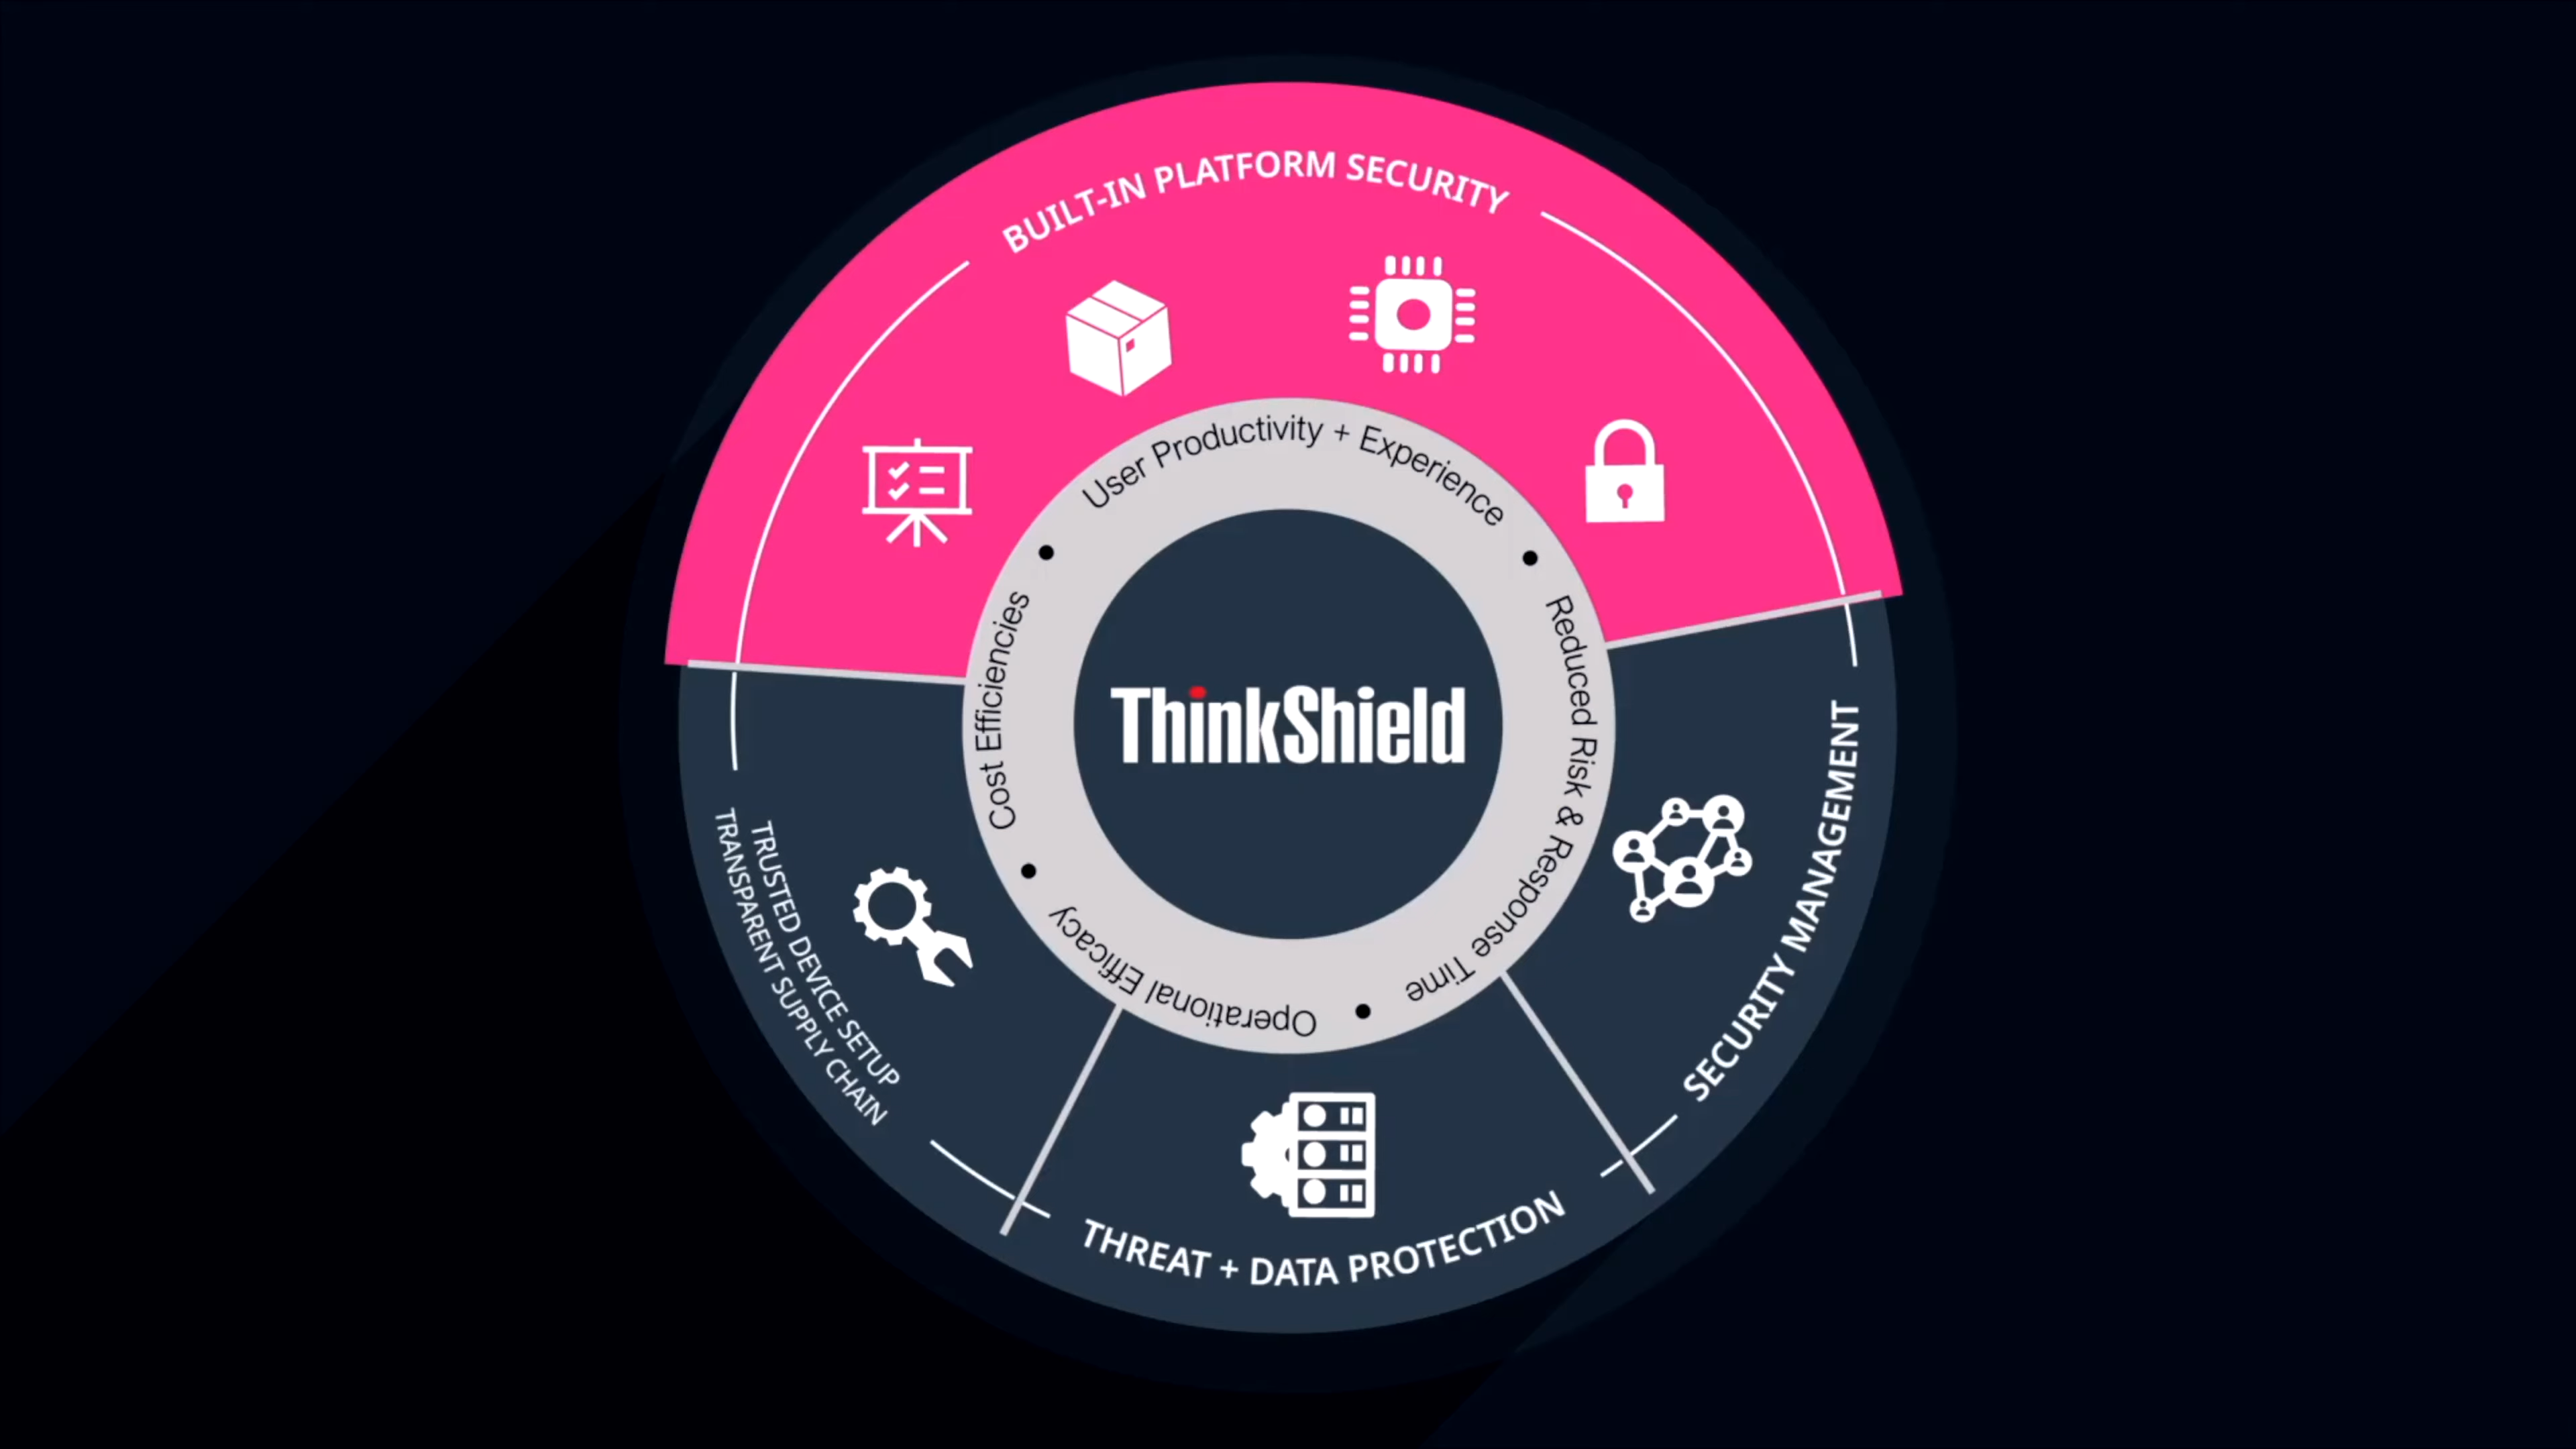 BUILT-IN PLATFORM SECURITY
User Productivity + Experience
Reduced Risk & Response Time
Operational Efficacy
Cost Efficiencies
ThinkShield
SECURITY MANAGEMENT
THREAT + DATA PROTECTION
TRUSTED DEVICE SETUP
TRANSPARENT SUPPLY CHAIN